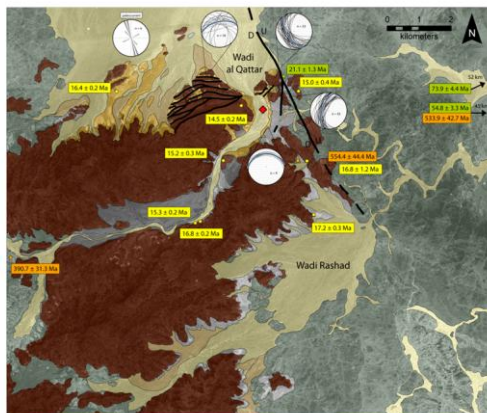 2 0 2
kilometers
N
D U
Wadi
al Qattar
21.1 ± 1.3 Ma
15.0 ± 0.4 Ma
16.4 ± 0.2 Ma
52 km
73.9 ± 4.4 Ma
54.8 ± 3.3 Ma
533.9 ± 42.7 Ma
14.5 ± 0.2 Ma
15.2 ± 0.3 Ma
554.4 ± 44.4 Ma
16.8 ± 1.2 Ma
15.3 ± 0.2 Ma
16.8 ± 0.2 Ma
17.2 ± 0.3 Ma
390.7 ± 31.3 Ma
Wadi Rashad